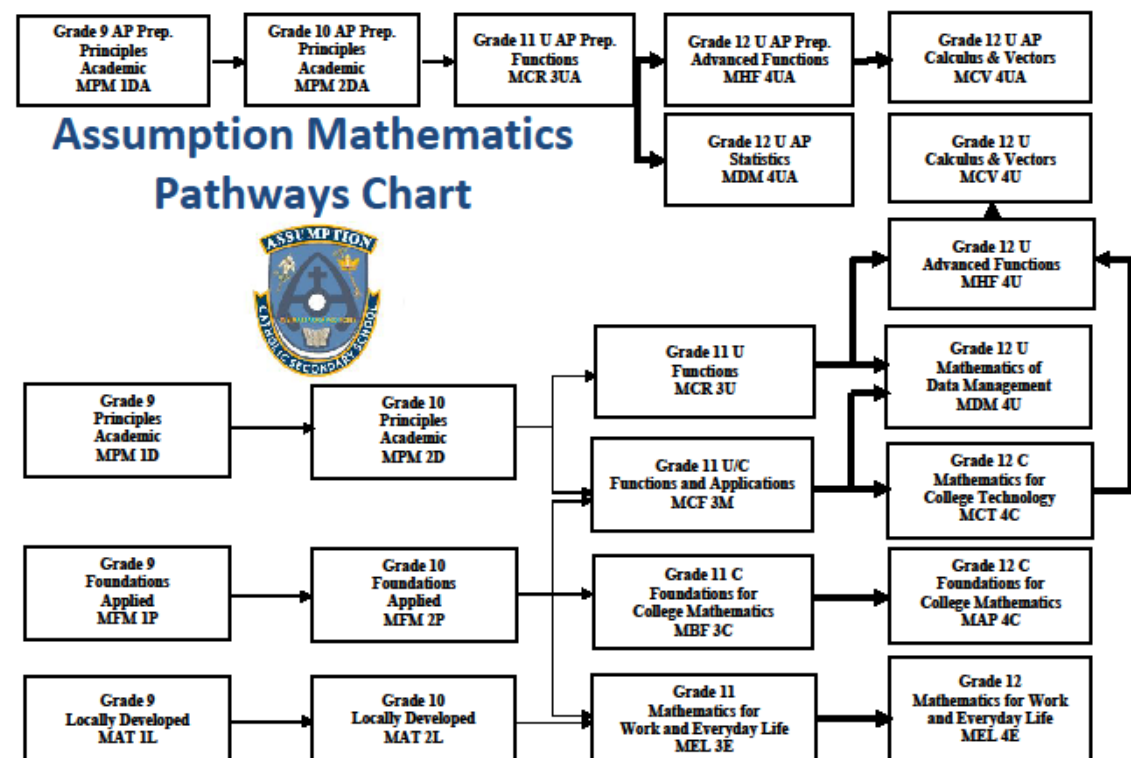 Grade 9 AP Prep.
Principles
Academic
MPM 1DA
Grade 10 AP Prep.
Principles
Academic
MPM 2DA
Grade 11 U AP Prep.
Functions
MCR 3UA
Grade 12 U AP Prep.
Advanced Functions
MHF 4UA
Grade 12 U AP
Calculus & Vectors
MCV 4UA
Assumption Mathematics
Pathways Chart
Grade 12 U AP
Statistics
MDM 4UA
Grade 12 U
Calculus & Vectors
MCV 4U
ASSUMPTION
CATHOLIC SECONDARY SCHOOL
Grade 12 U
Advanced Functions
MHF 4U
Grade 11 U
Functions
MCR 3U
Grade 12 U
Mathematics of
Data Management
MDM 4U
Grade 9
Principles
Academic
MPM 1D
Grade 10
Principles
Academic
MPM 2D
Grade 11 U/C
Functions and Applications
MCF 3M
Grade 12 C
Mathematics for
College Technology
MCT 4C
Grade 9
Foundations
Applied
MFM 1P
Grade 10
Foundations
Applied
MFM 2P
Grade 11 C
Foundations for
College Mathematics
MBF 3C
Grade 12 C
Foundations for
College Mathematics
MAP 4C
Grade 9
Locally Developed
MAT 1L
Grade 10
Locally Developed
MAT 2L
Grade 11
Mathematics for
Work and Everyday Life
MEL 3E
Grade 12
Mathematics for Work
and Everyday Life
MEL 4E